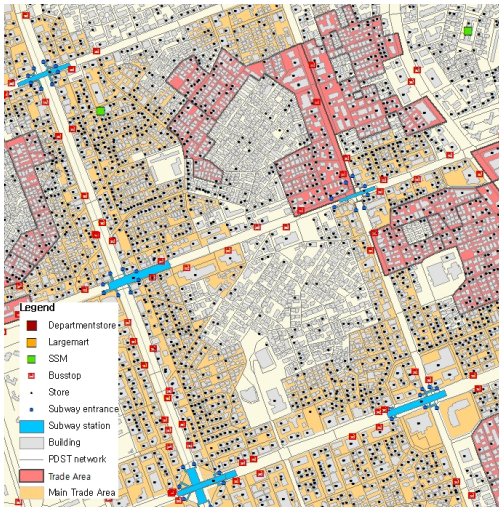 Legend
Departmentstore
Largemart
SSM
Busstop
Store
Subway entrance
Subway station
Building
PDST network
Trade Area
Main Trade Area